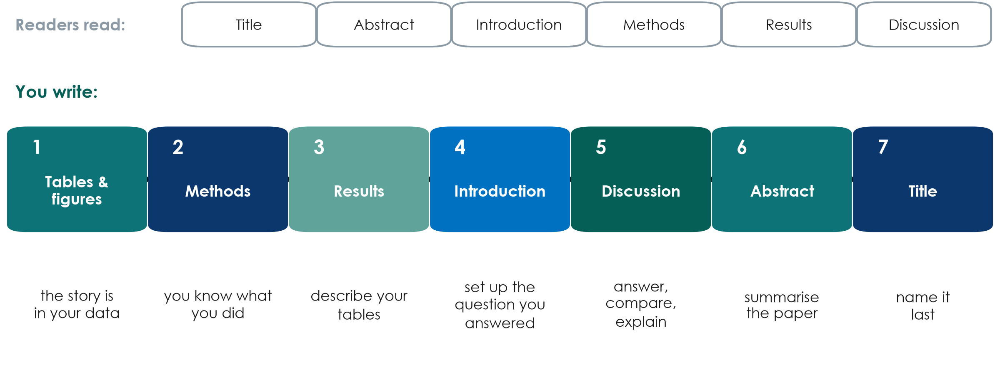 Readers read:
Title
Abstract
Introduction
Methods
Results
Discussion
You write:
1
Tables &
figures
2
Methods
3
Results
4
Introduction
5
Discussion
6
Abstract
7
Title
the story is
in your data
you know what
you did
describe your
tables
set up the
question you
answered
answer,
compare,
explain
summarise
the paper
name it
last